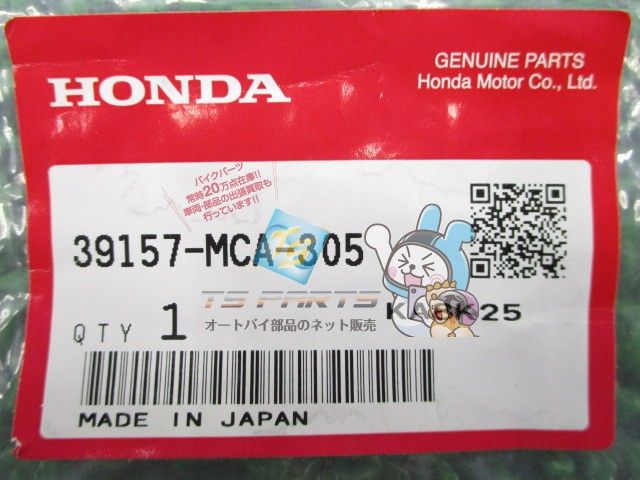 HONDA
GENUINE PARTS
Honda Motor Co., Ltd.
バイクパーツ
常時20万点在庫!!
車両・部品の出張買取も
行っています!!
39157-MCA-305
TS PARTS
オートバイ部品のネット販売
QTY 1
MADE IN JAPAN